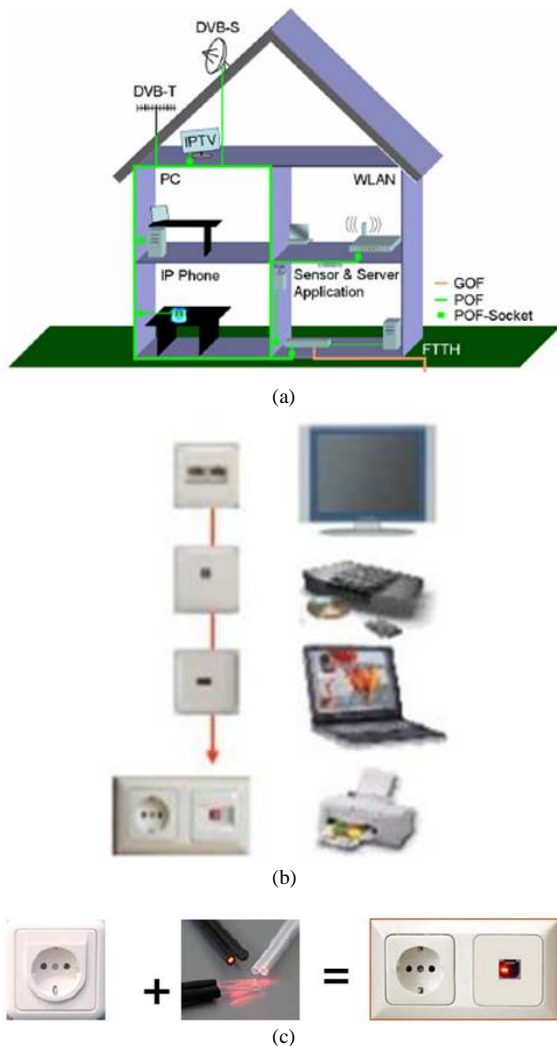 DVB-S
DVB-T
IPTV
PC
WLAN
IP Phone
Sensor & Server
Application
GOF
POF
POF-Socket
FTTH
(a)
(b)
+
=
(c)